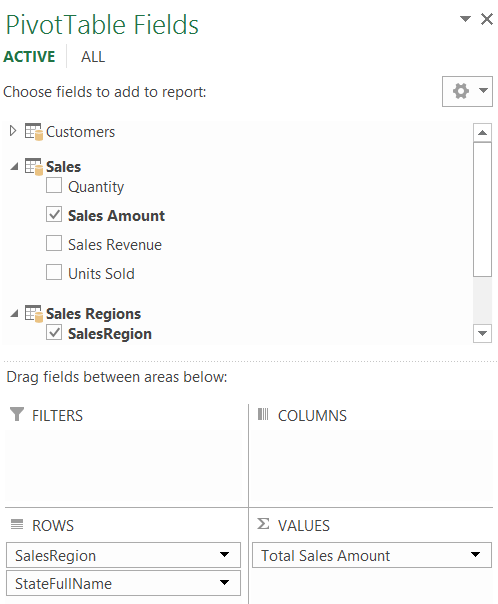 PivotTable Fields
ACTIVE ALL
Choose fields to add to report:
Customers
Sales
Quantity
Sales Amount
Sales Revenue
Units Sold
Sales Regions
SalesRegion
Drag fields between areas below:
FILTERS
COLUMNS
ROWS
SalesRegion
StateFullName
VALUES
Total Sales Amount